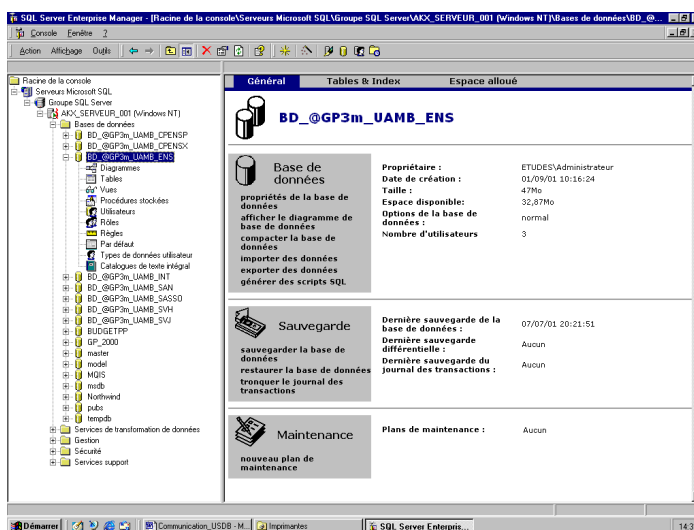 SQL Server Enterprise Manager - [Racine de la console\Serveurs Microsoft SQL\Groupe SQL Server\AKX_SERVEUR_001 (Windows NT)\Bases de données\BD_@...
Console Fenêtre ?
Action Affichage Outils
Racine de la console
Serveurs Microsoft SQL
Groupe SQL Server
AKX_SERVEUR_001 (Windows NT)
Bases de données
BD_@GP3m_UAMB_CPENSP
BD_@GP3m_UAMB_CPENSX
BD_@GP3m_UAMB_ENS
Diagrammes
Tables
Vues
Procédures stockées
Utilisateurs
Rôles
Règles
Par défaut
Types de données utilisateur
Catalogues de texte intégral
BD_@GP3m_UAMB_INT
BD_@GP3m_UAMB_SAN
BD_@GP3m_UAMB_SASSO
BD_@GP3m_UAMB_SVH
BD_@GP3m_UAMB_SVJ
BUDGETPP
GP_2000
master
model
MQIS
msdb
Northwind
pubs
tempdb
Services de transformation de données
Gestion
Sécurité
Services support
Général Tables & Index Espace alloué
BD_@GP3m_UAMB_ENS
Base de
données
propriétés de la base de
données
afficher le diagramme de
base de données
compacter la base de
données
importer des données
exporter des données
générer des scripts SQL
Propriétaire : ETUDES\Administrateur
Date de création : 01/09/01 10:16:24
Taille : 47Mo
Espace disponible: 32,87Mo
Options de la base de
données : normal
Nombre d'utilisateurs 3
Sauvegarde
sauvegarder la base de
données
restaurer la base de données
tronquer le journal des
transactions
Dernière sauvegarde de la
base de données : 07/07/01 20:21:51
Dernière sauvegarde
différentielle : Aucun
Dernière sauvegarde du
journal des transactions : Aucun
Maintenance
nouveau plan de
maintenance
Plans de maintenance : Aucun
Démarrer Communication_USDB - M... Imprimantes SQL Server Enterpris... 14:3